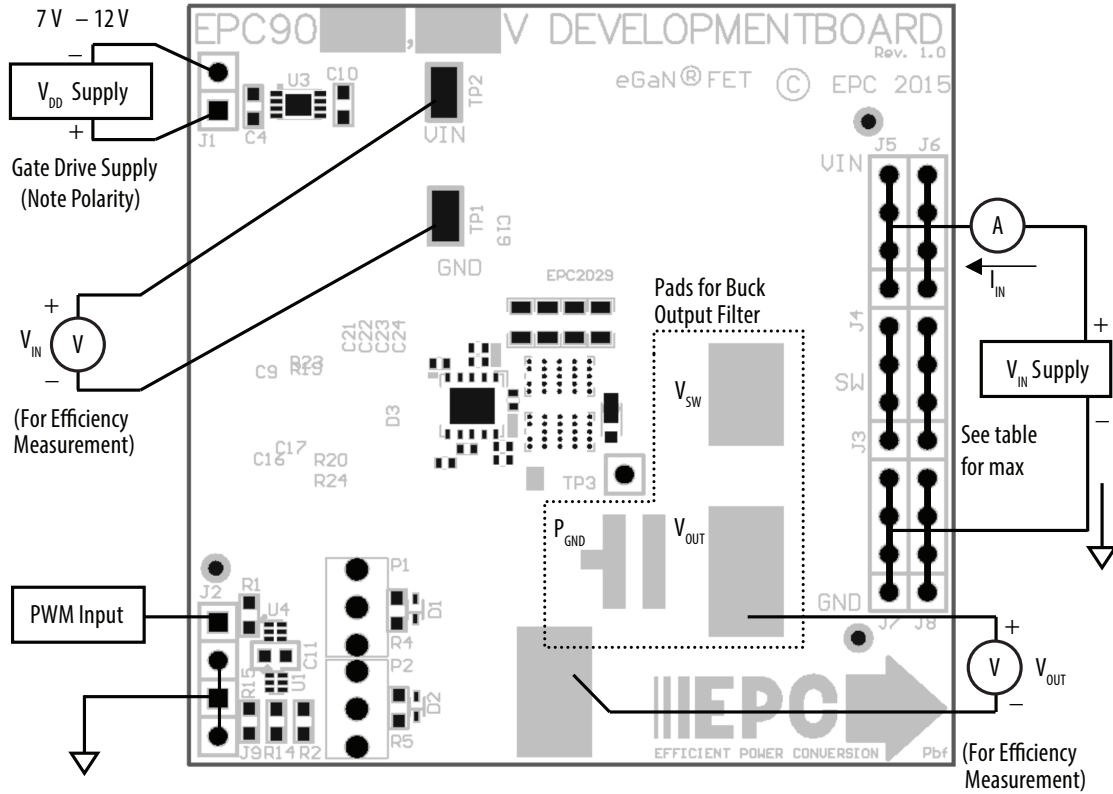 7 V – 12 V
–
V_DD Supply
+
Gate Drive Supply
(Note Polarity)
EPC90 , V DEVELOPMENTBOARD
Rev. 1.0
eGaN®FET © EPC 2015
U3
C10
C4
J1
TP2
VIN
TP1
C19
GND
EPC2029
J5
J6
VIN
A
I_IN
+
V_IN Supply
–
See table
for max
J4
SW
J3
GND
J7
J8
+
V_IN
V
–
(For Efficiency
Measurement)
Pads for Buck
Output Filter
V_SW
V_OUT
P_GND
C21
C22
C23
C24
C9
R23
R19
D3
C17
C16
R20
R24
TP3
PWM Input
J2
R1
U4
C11
R15
U1
J9
R14
R2
P1
D1
R4
P2
D2
R5
EPC
EFFICIENT POWER CONVERSION
Pbf
+
V
V_OUT
–
(For Efficiency
Measurement)